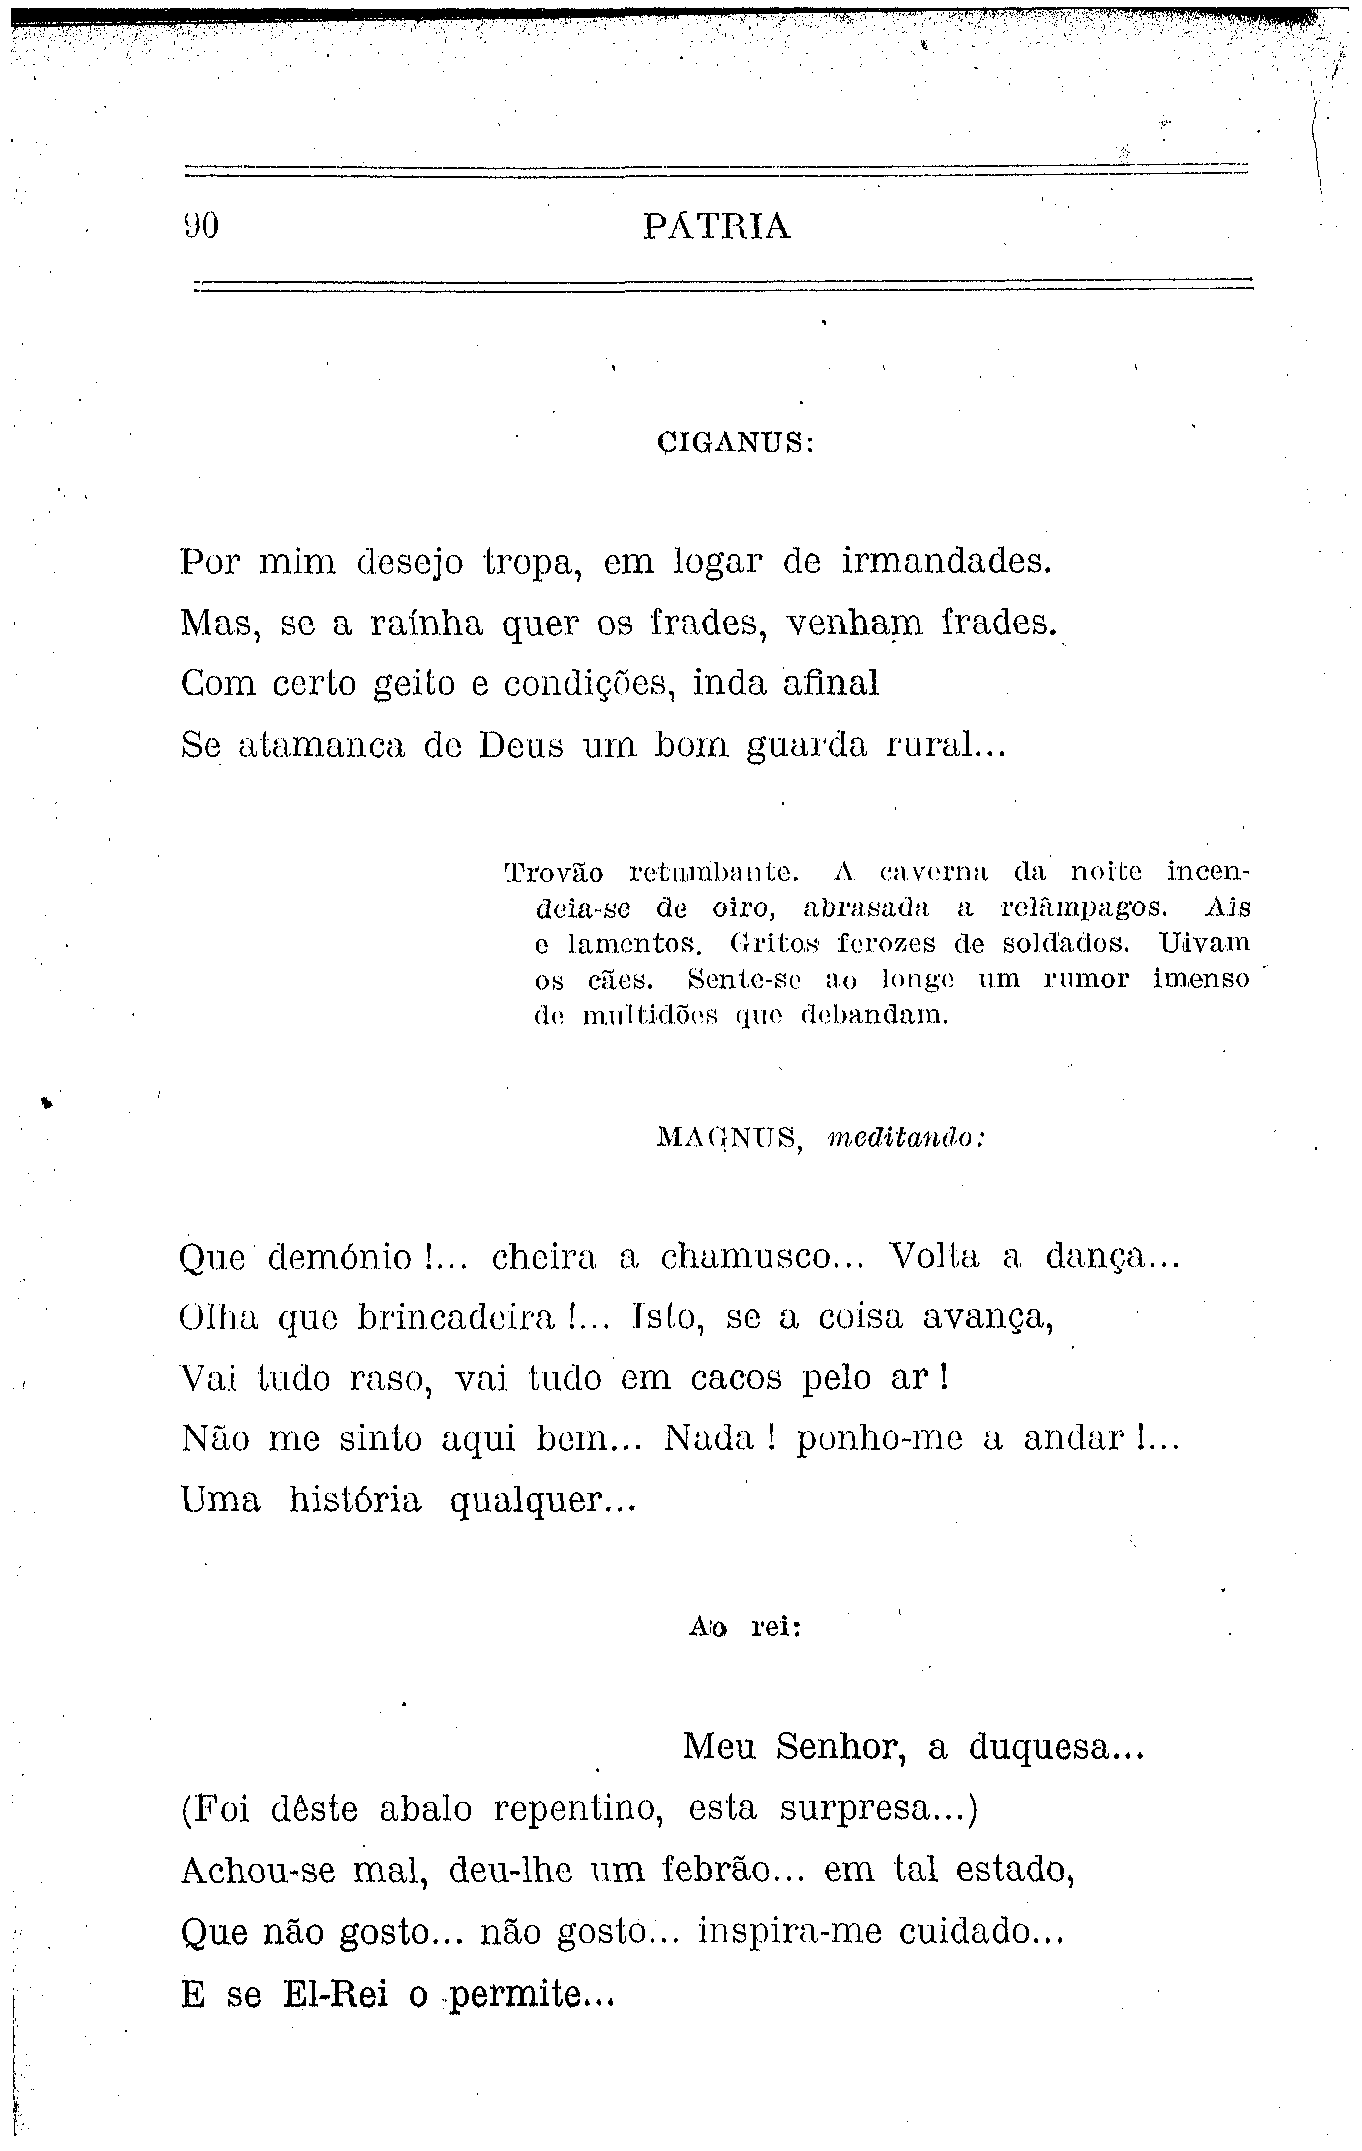 90 PÁTRIA
CIGANUS:
Por mim desejo tropa, em logar de irmandades.
Mas, se a raínha quer os frades, venham frades.
Com certo geito e condições, inda afinal
Se atamanca de Deus um bom guarda rural...
Trovão retumbante. A caverna da noite incen-
deia-se de oiro, abrasada a relâmpagos. Ais
e lamentos. Gritos ferozes de soldados. Uivam
os cães. Sente-se ao longe um rumor imenso
de multidões que debandam.
MAGNUS, meditando:
Que demónio !... cheira a chamusco... Volta a dança...
Olha que brincadeira !... Isto, se a coisa avança,
Vai tudo raso, vai tudo em cacos pelo ar !
Não me sinto aqui bem... Nada ! ponho-me a andar !...
Uma história qualquer...
Ao rei:
Meu Senhor, a duquesa...
(Foi dêste abalo repentino, esta surpresa...)
Achou-se mal, deu-lhe um febrão... em tal estado,
Que não gosto... não gosto... inspira-me cuidado...
E se El-Rei o permite...